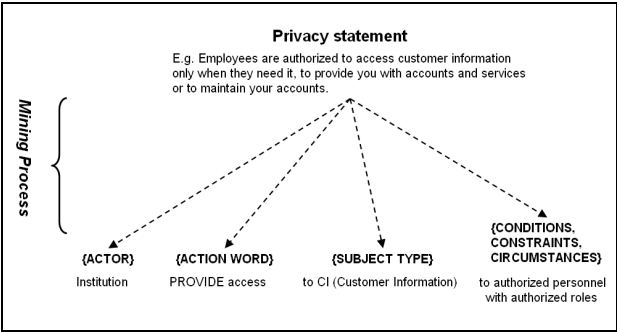 Privacy statement
E.g. Employees are authorized to access customer information
only when they need it, to provide you with accounts and services
or to maintain your accounts.
Mining Process
{ACTOR}
Institution
{ACTION WORD}
PROVIDE access
{SUBJECT TYPE}
to CI (Customer Information)
{CONDITIONS,
CONSTRAINTS,
CIRCUMSTANCES}
to authorized personnel
with authorized roles